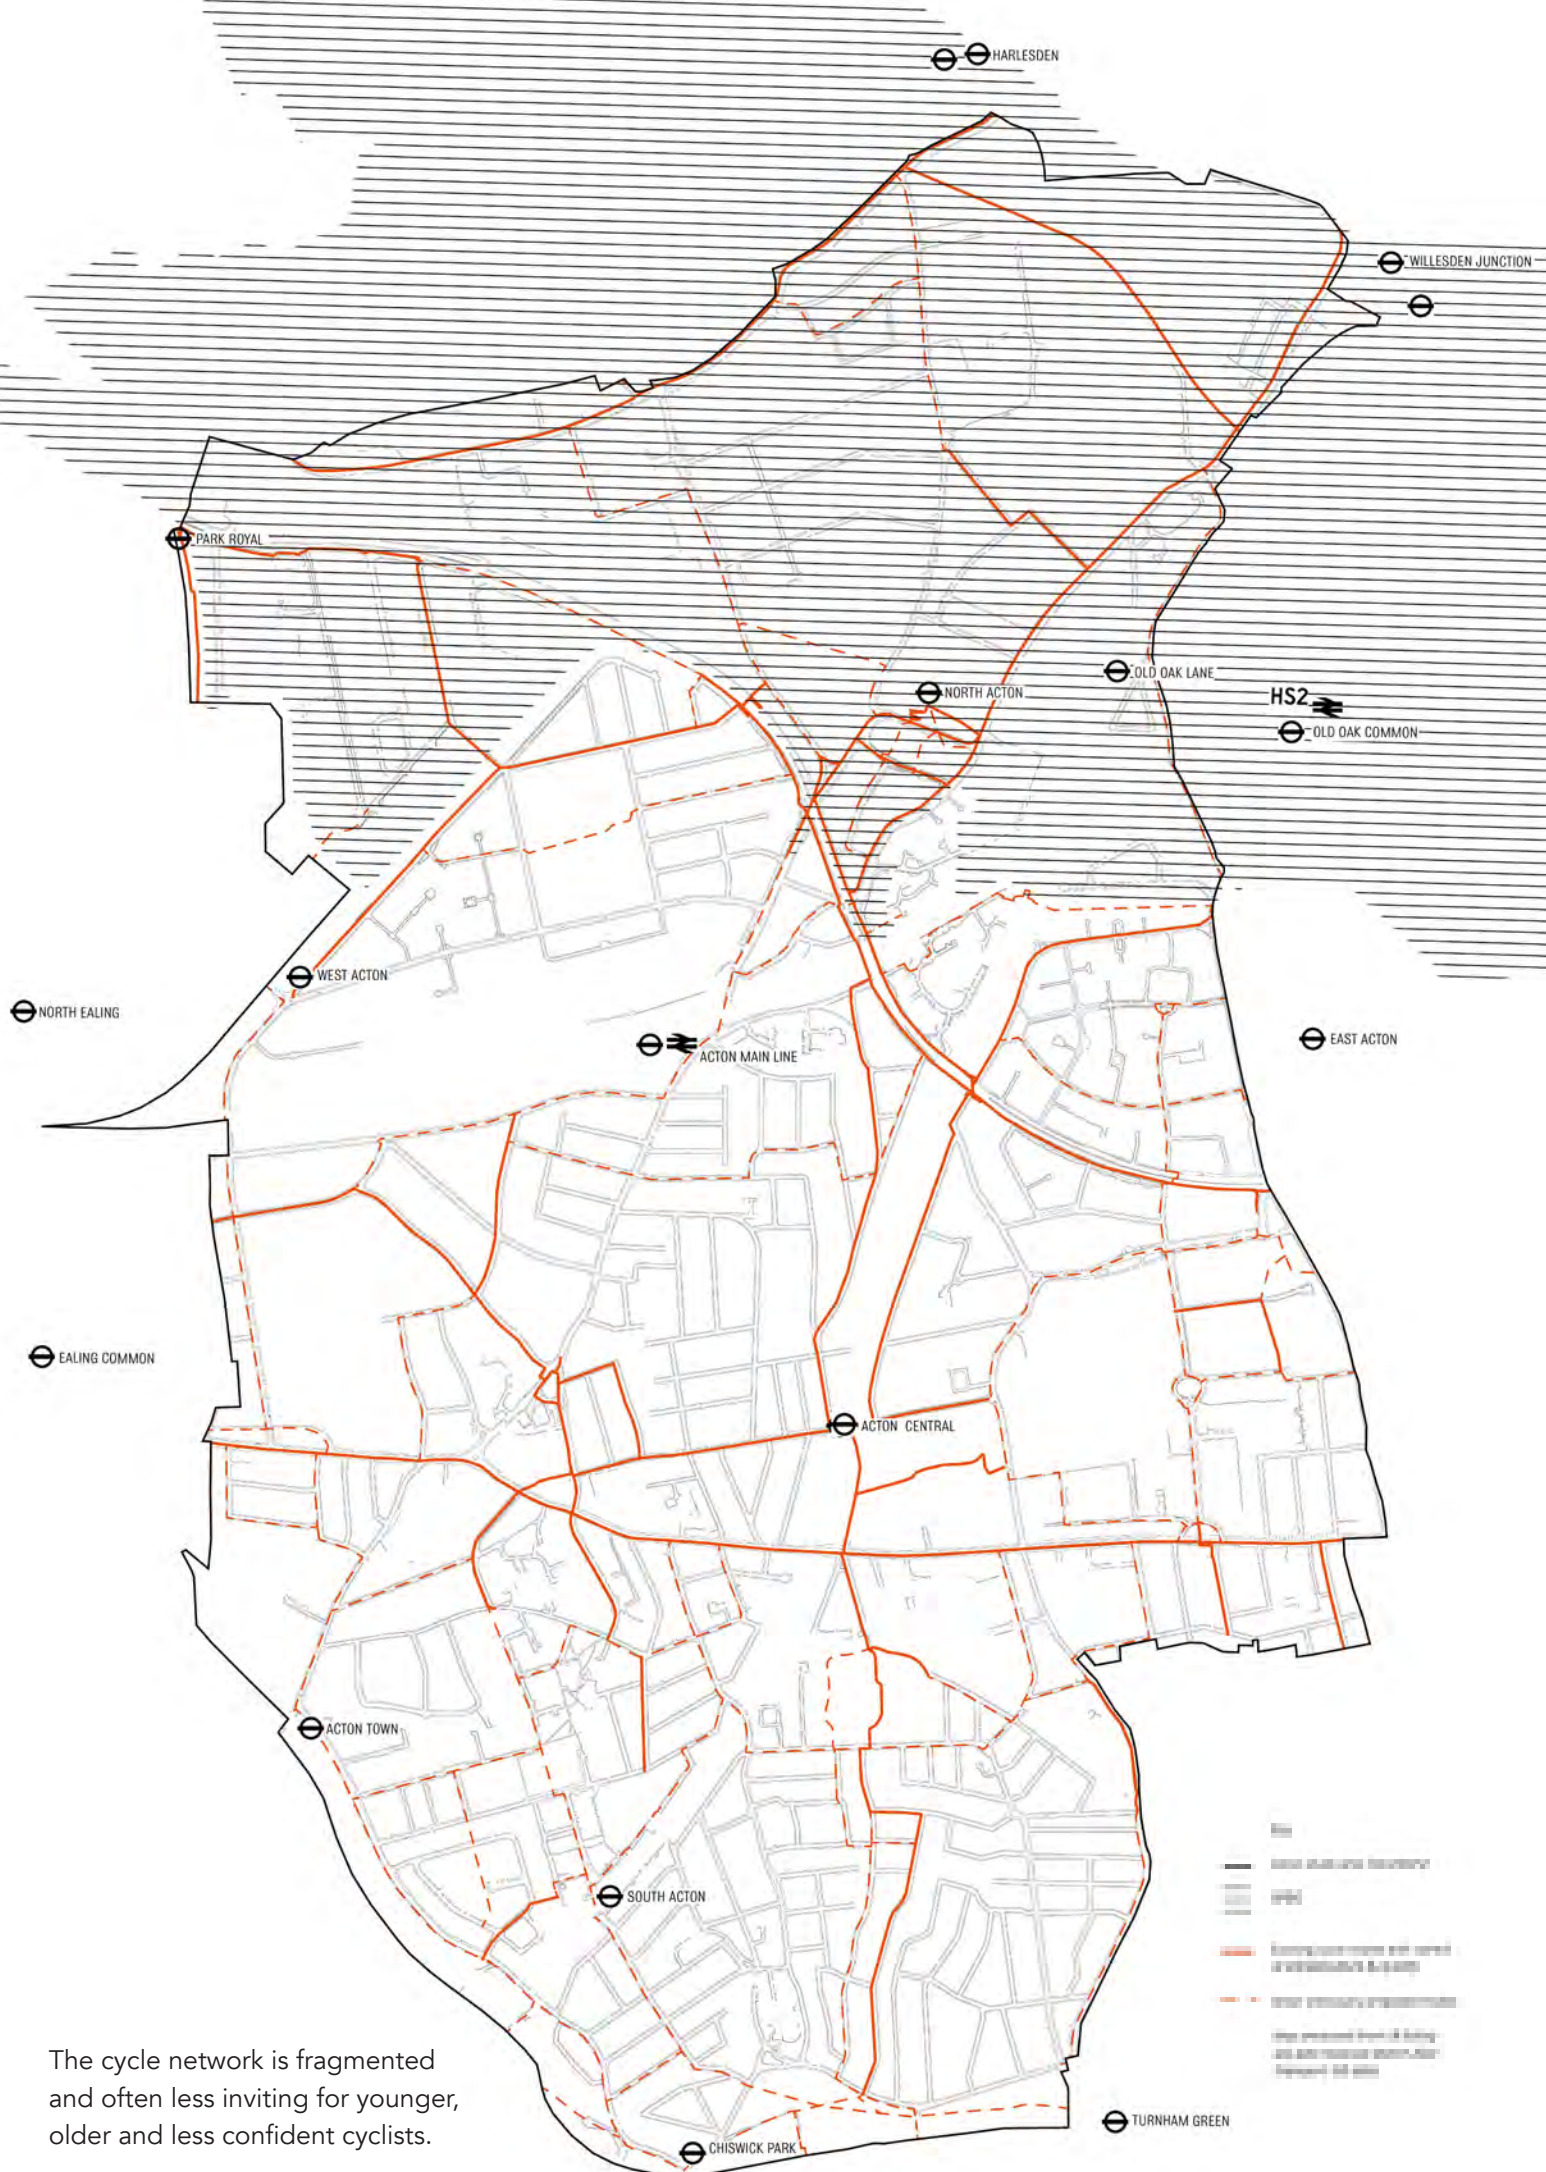 HARLESDEN
WILLESDEN JUNCTION
PARK ROYAL
OLD OAK LANE
NORTH ACTON
HS2
OLD OAK COMMON
WEST ACTON
NORTH EALING
EAST ACTON
ACTON MAIN LINE
EALING COMMON
ACTON CENTRAL
ACTON TOWN
SOUTH ACTON
The cycle network is fragmented
and often less inviting for younger,
older and less confident cyclists.
TURNHAM GREEN
CHISWICK PARK